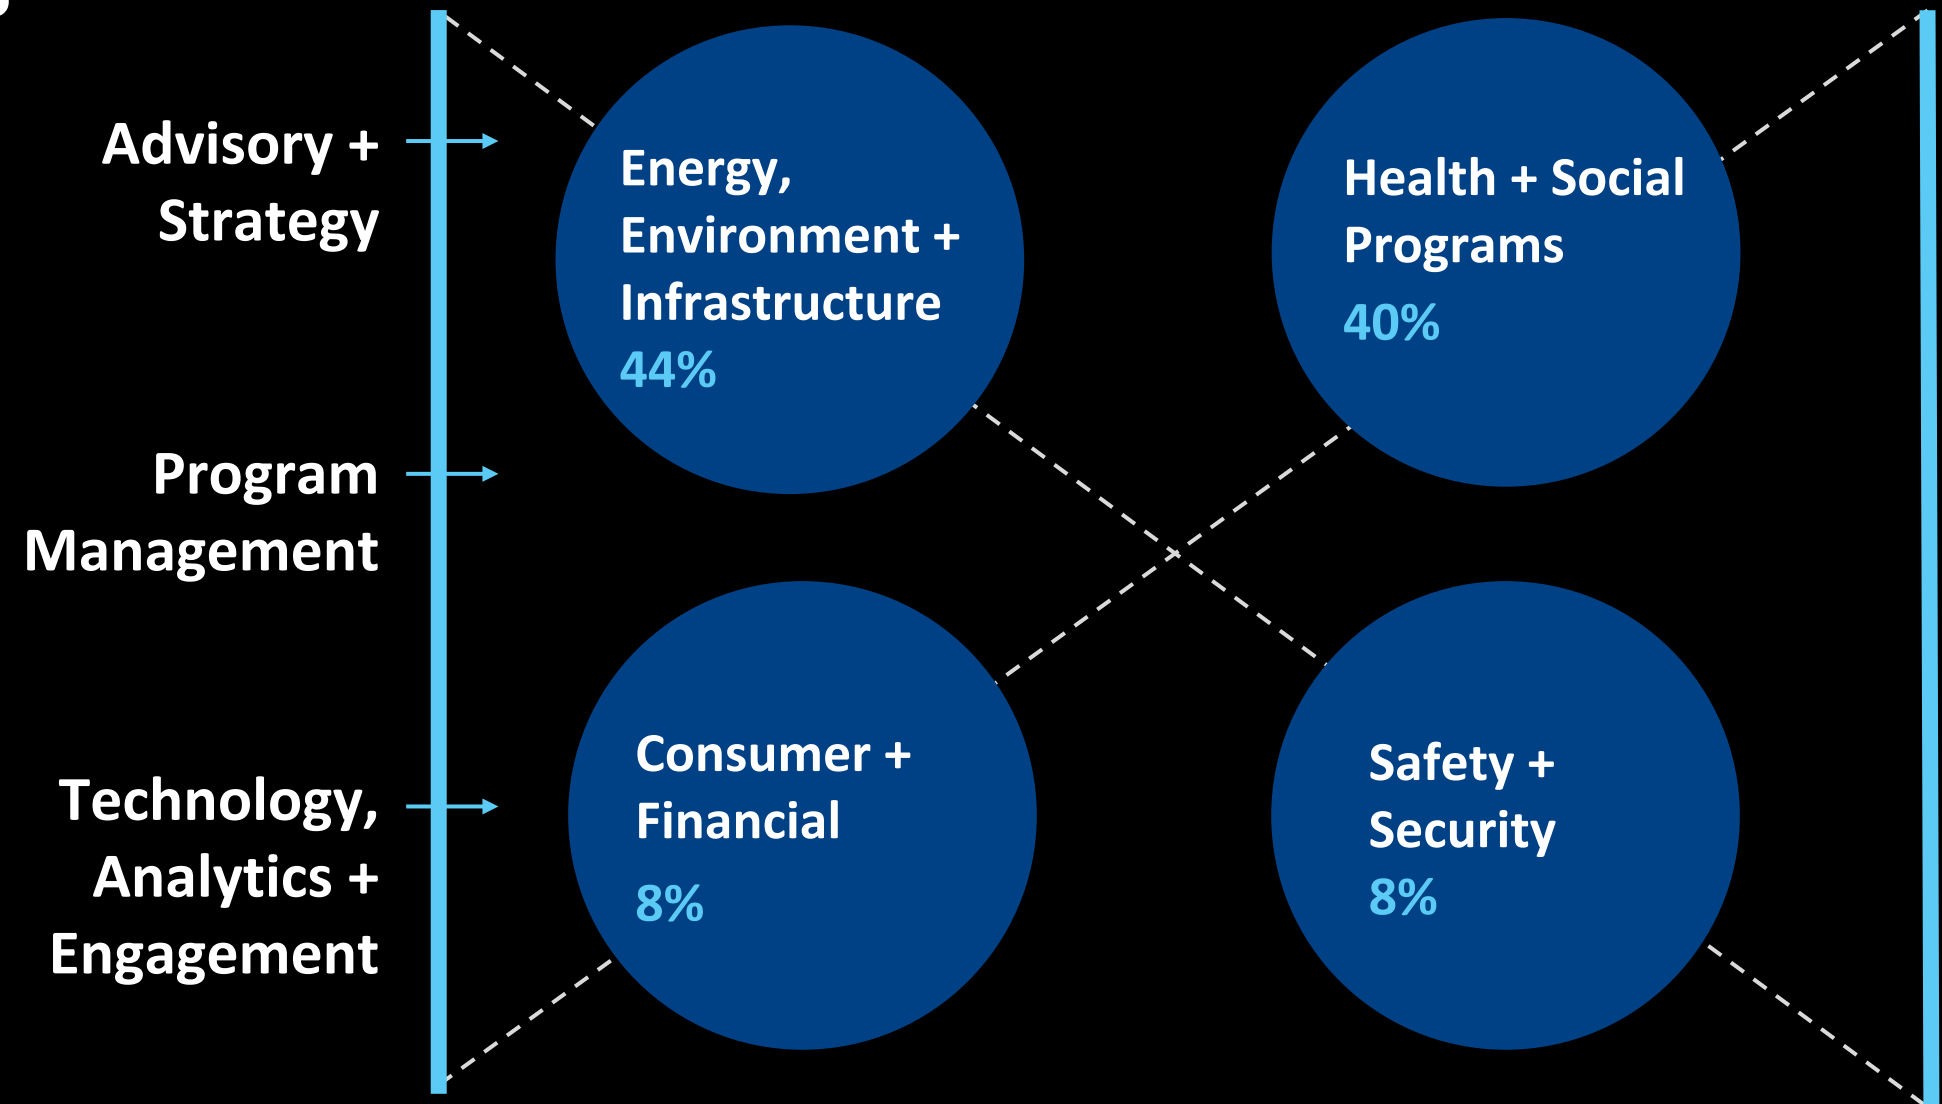 Advisory +
Strategy
Program
Management
Technology,
Analytics +
Engagement
Energy,
Environment +
Infrastructure
44%
Health + Social
Programs
40%
Consumer +
Financial
8%
Safety +
Security
8%